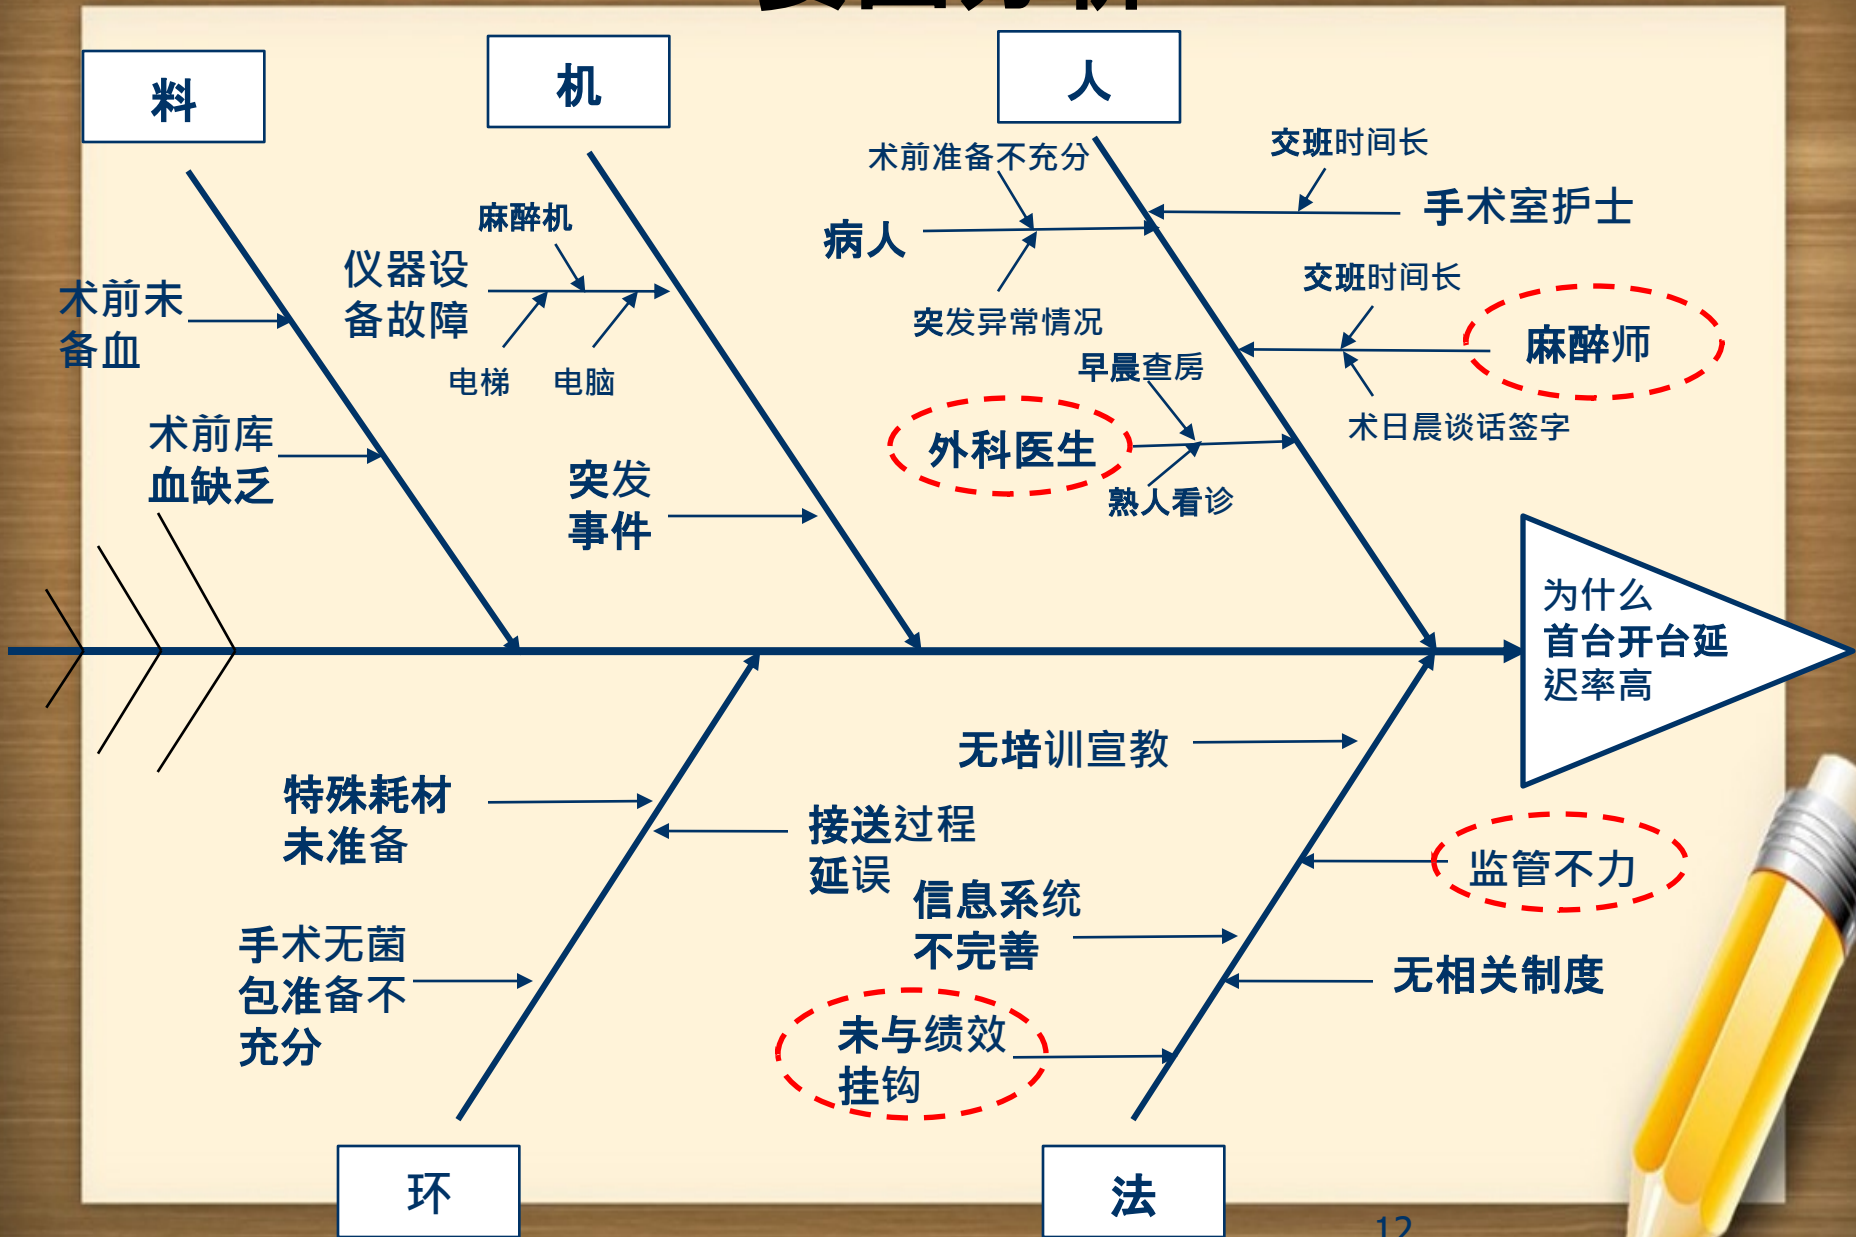 料
机
人
术前准备不充分
交班时间长
手术室护士
麻醉机
病人
仪器设
备故障
交班时间长
术前未
备血
突发异常情况
麻醉师
早晨查房
电梯
电脑
术日晨谈话签字
外科医生
术前库
血缺乏
突发
事件
熟人看诊
为什么
首台开台延
迟率高
无培训宣教
特殊耗材
未准备
接送过程
延误
监管不力
信息系统
不完善
手术无菌
包准备不
充分
无相关制度
未与绩效
挂钩
环
法
12